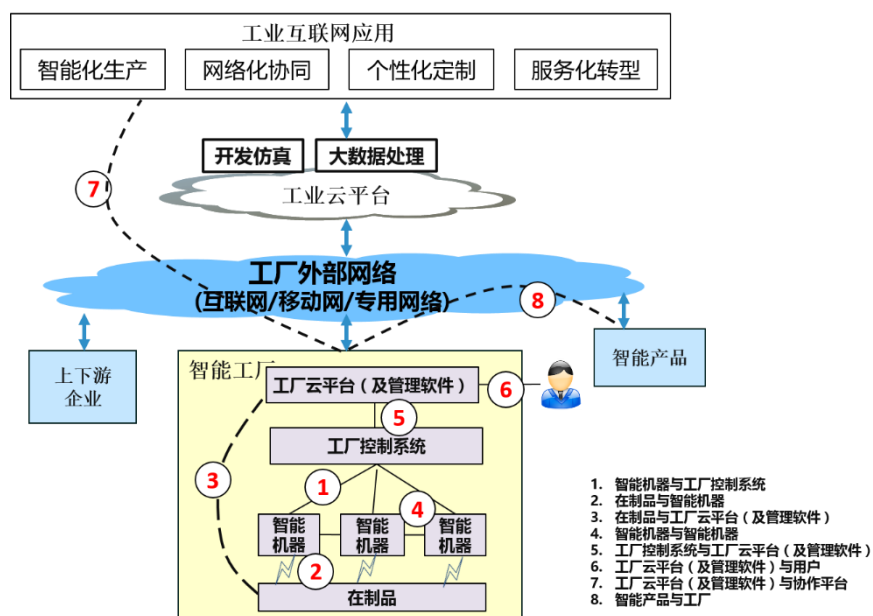 工业互联网应用
智能化生产
网络化协同
个性化定制
服务化转型
开发仿真
大数据处理
工业云平台
7
工厂外部网络
(互联网/移动网/专用网络)
8
上下游
企业
智能产品
智能工厂
工厂云平台（及管理软件）
6
5
工厂控制系统
3
1
4
智能
机器
智能
机器
智能
机器
2
在制品
1. 智能机器与工厂控制系统
2. 在制品与智能机器
3. 在制品与工厂云平台（及管理软件）
4. 智能机器与智能机器
5. 工厂控制系统与工厂云平台（及管理软件）
6. 工厂云平台（及管理软件）与用户
7. 工厂云平台（及管理软件）与协作平台
8. 智能产品与工厂